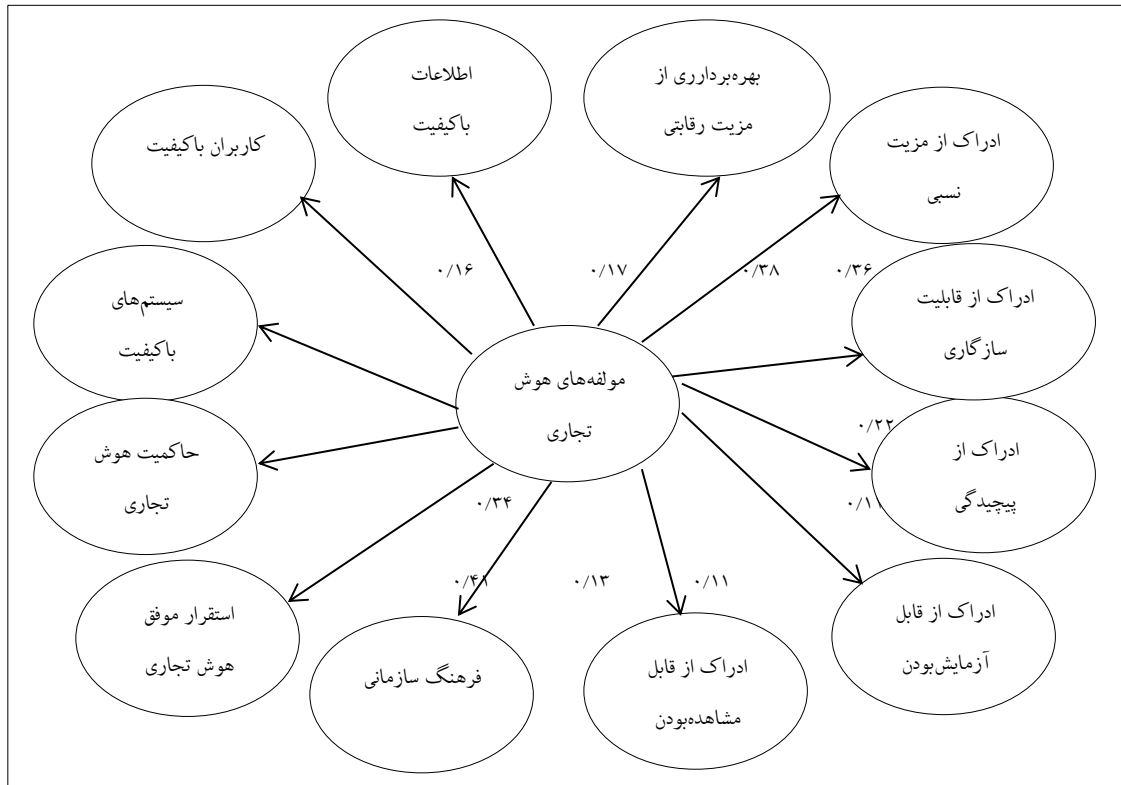 اطلاعات
باکیفیت
بهره‌بردارری از
مزیت رقابتی
کاربران باکیفیت
ادراک از مزیت
نسبی
۰/۱۶
۰/۱۷
۰/۳۸
۰/۳۶
سیستم‌های
باکیفیت
ادراک از قابلیت
سازگاری
مولفه‌های هوش
تجاری
۰/۲۲
حاکمیت هوش
تجاری
ادراک از
پیچیدگی
۰/۳۴
۰/۴۱
۰/۱۳
۰/۱۱
استقرار موفق
هوش تجاری
فرهنگ سازمانی
ادراک از قابل
مشاهده‌بودن
ادراک از قابل
آزمایش‌بودن